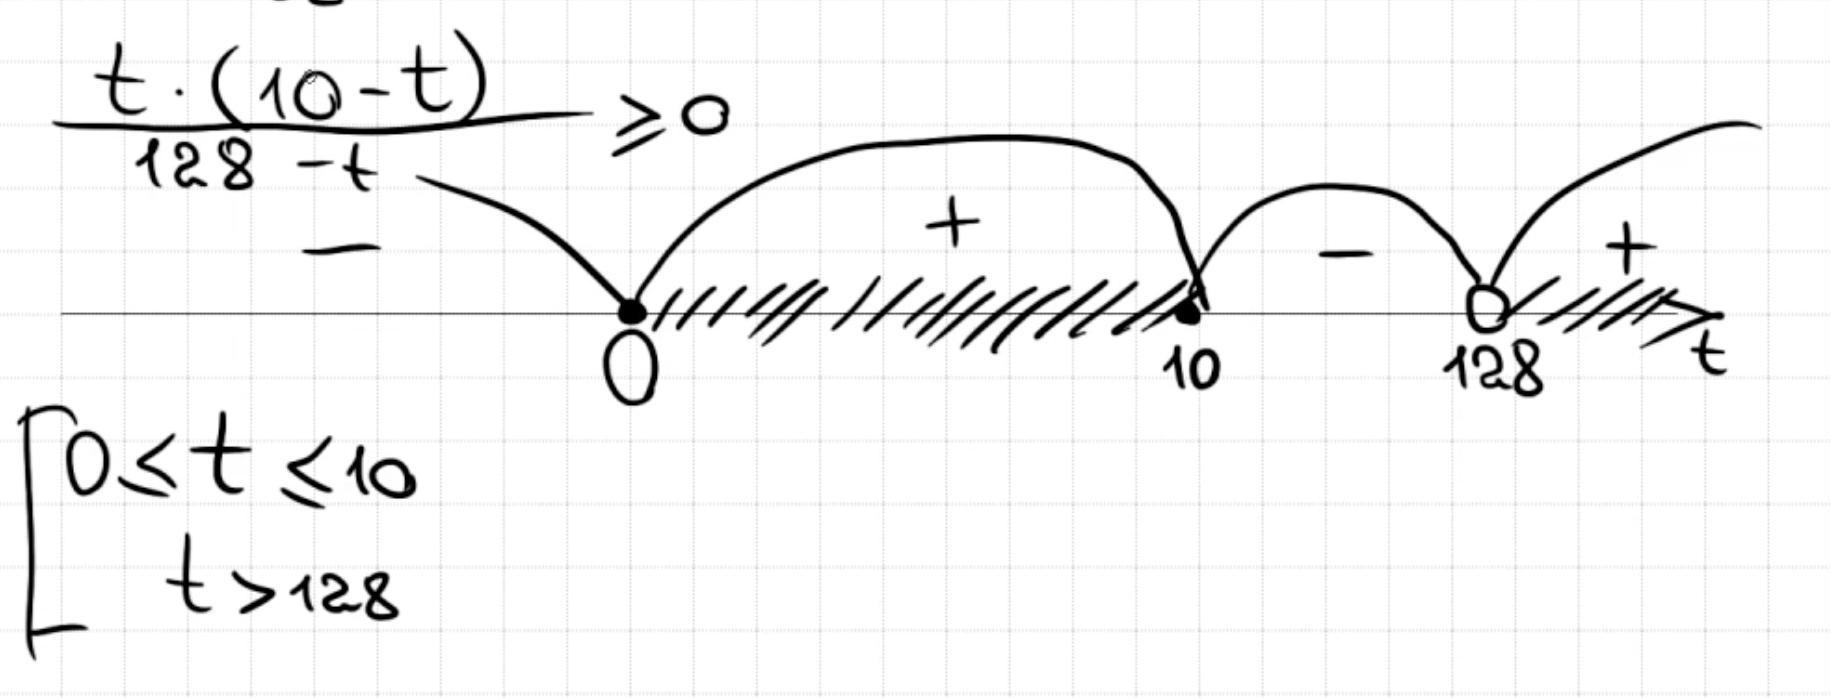 t · (10 - t)
128 - t
⩾ 0
- + - +
0 10 128 t
[ 0 ⩽ t ⩽ 10
t > 128